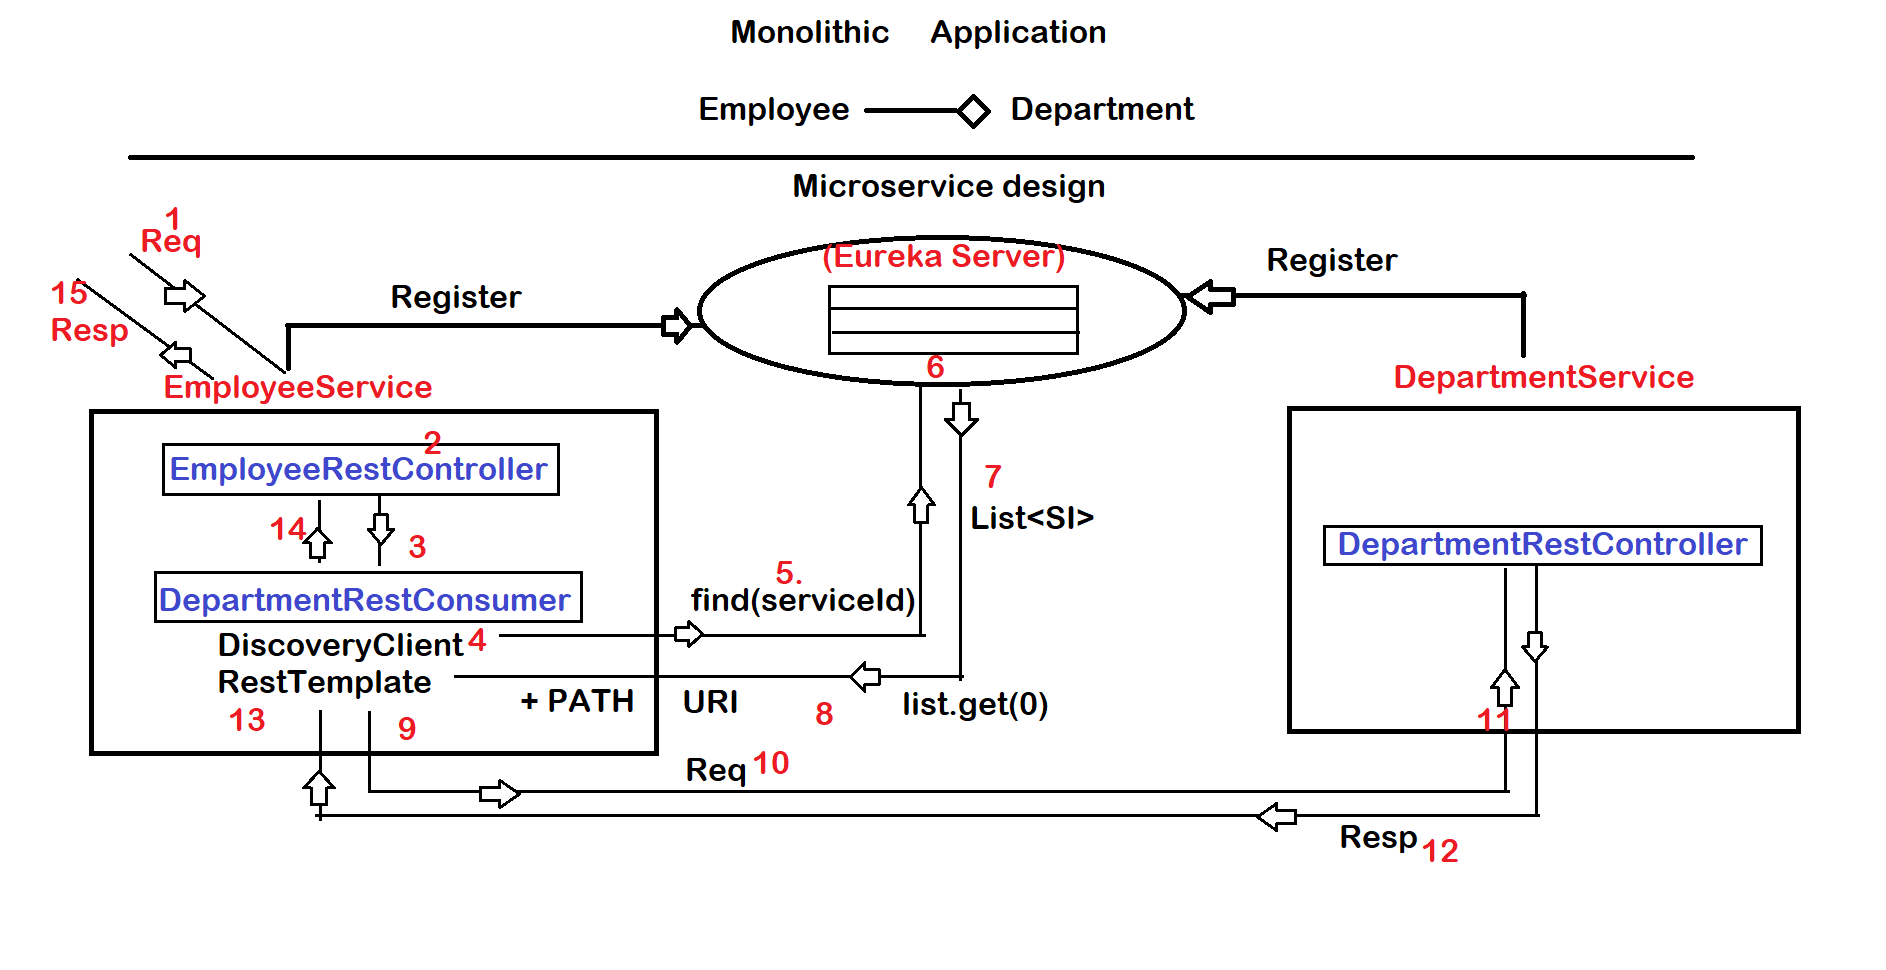 Monolithic Application
Employee Department
Microservice design
1
Req
15
Resp
Register
(Eureka Server)
Register
6
EmployeeService
DepartmentService
2
EmployeeRestController
14
3
DepartmentRestConsumer
DiscoveryClient 4
RestTemplate
13
9
5.
find(serviceId)
7
List<SI>
+ PATH URI
8
list.get(0)
DepartmentRestController
11
Req 10
Resp 12